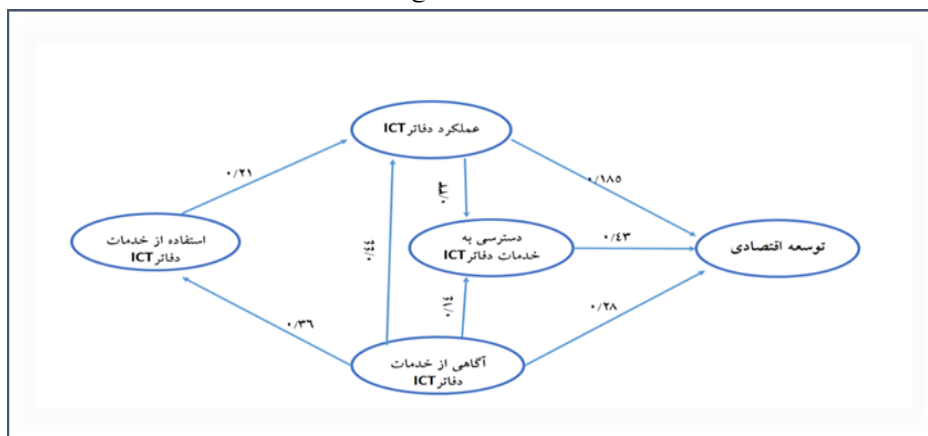 عملکرد دفاتر ICT
۰/۲۱
۰/۳۳
۰/۱۸۵
استفاده از خدمات
دفاتر ICT
۰/۴۴
دسترسی به
خدمات دفاتر ICT
۰/۴۳
توسعه اقتصادی
۰/۱٤
۰/۳۶
۰/۲۸
آگاهی از خدمات
دفاتر ICT